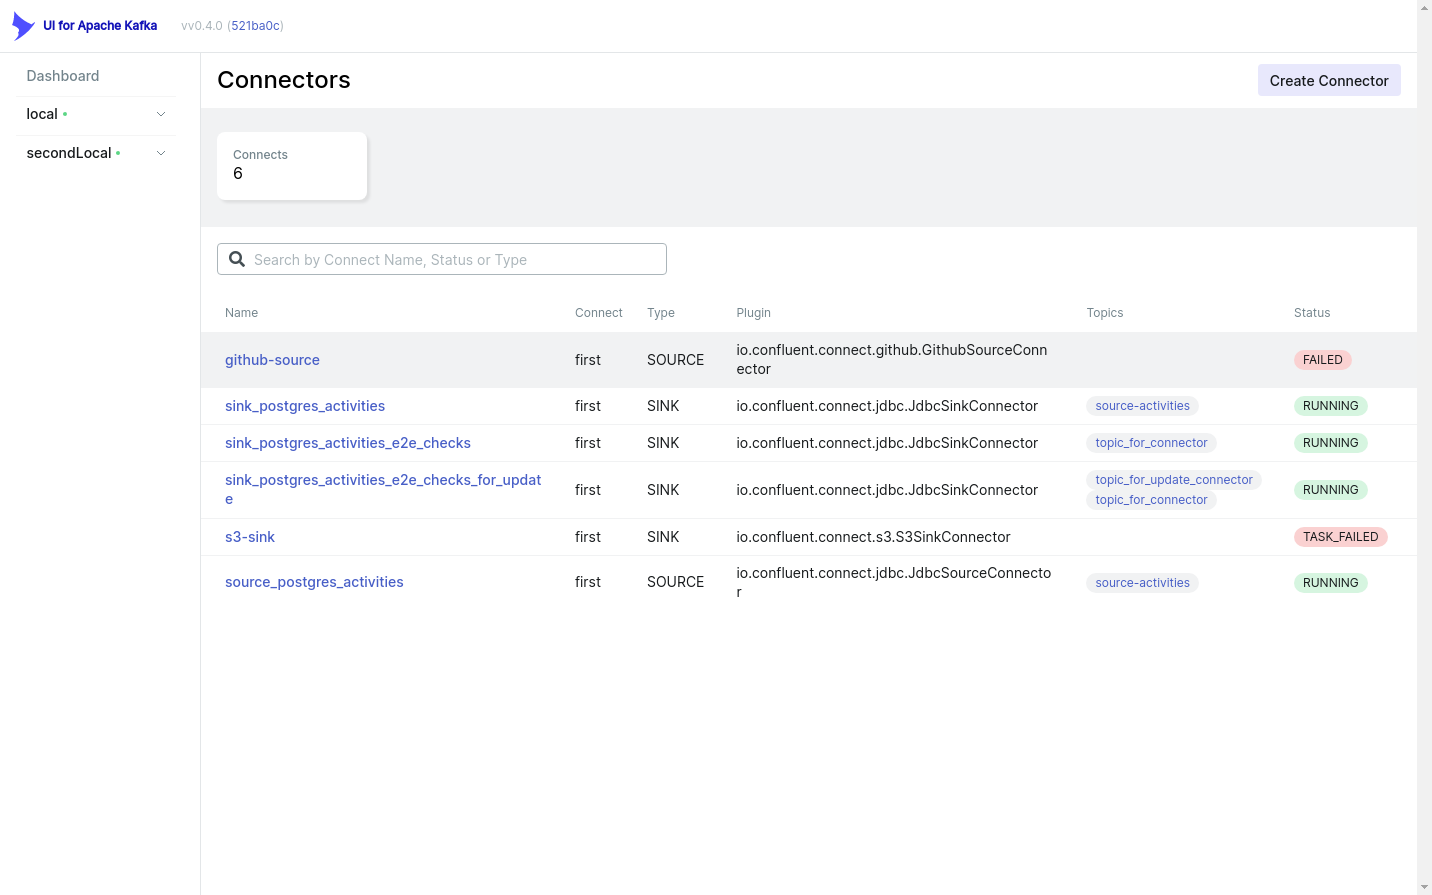 UI for Apache Kafka vv0.4.0 (521ba0c)
Dashboard
local
secondLocal
Connectors
Create Connector
Connects
6
Search by Connect Name, Status or Type
Name Connect Type Plugin Topics Status
github-source first SOURCE io.confluent.connect.github.GithubSourceConn
ector
FAILED
sink_postgres_activities first SINK io.confluent.connect.jdbc.JdbcSinkConnector source-activities RUNNING
sink_postgres_activities_e2e_checks first SINK io.confluent.connect.jdbc.JdbcSinkConnector topic_for_connector RUNNING
sink_postgres_activities_e2e_checks_for_updat
e
first SINK io.confluent.connect.jdbc.JdbcSinkConnector
topic_for_update_connector
topic_for_connector
RUNNING
s3-sink first SINK io.confluent.connect.s3.S3SinkConnector TASK_FAILED
source_postgres_activities first SOURCE io.confluent.connect.jdbc.JdbcSourceConnecto
r
source-activities RUNNING